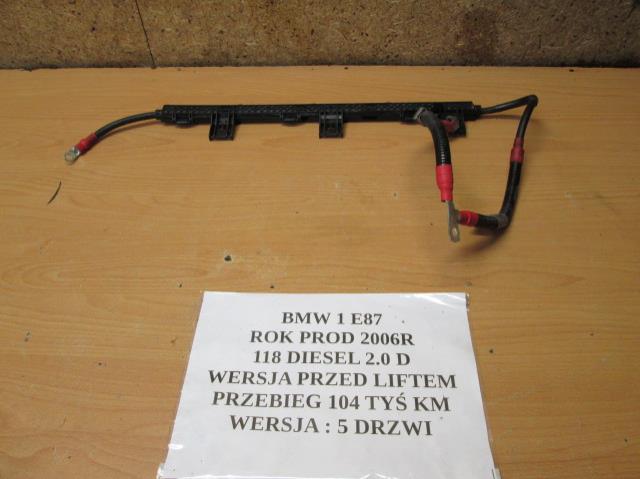 BMW 1 E87
ROK PROD 2006R
118 DIESEL 2.0 D
WERSJA PRZED LIFTEM
PRZEBIEG 104 TYŚ KM
WERSJA : 5 DRZWI